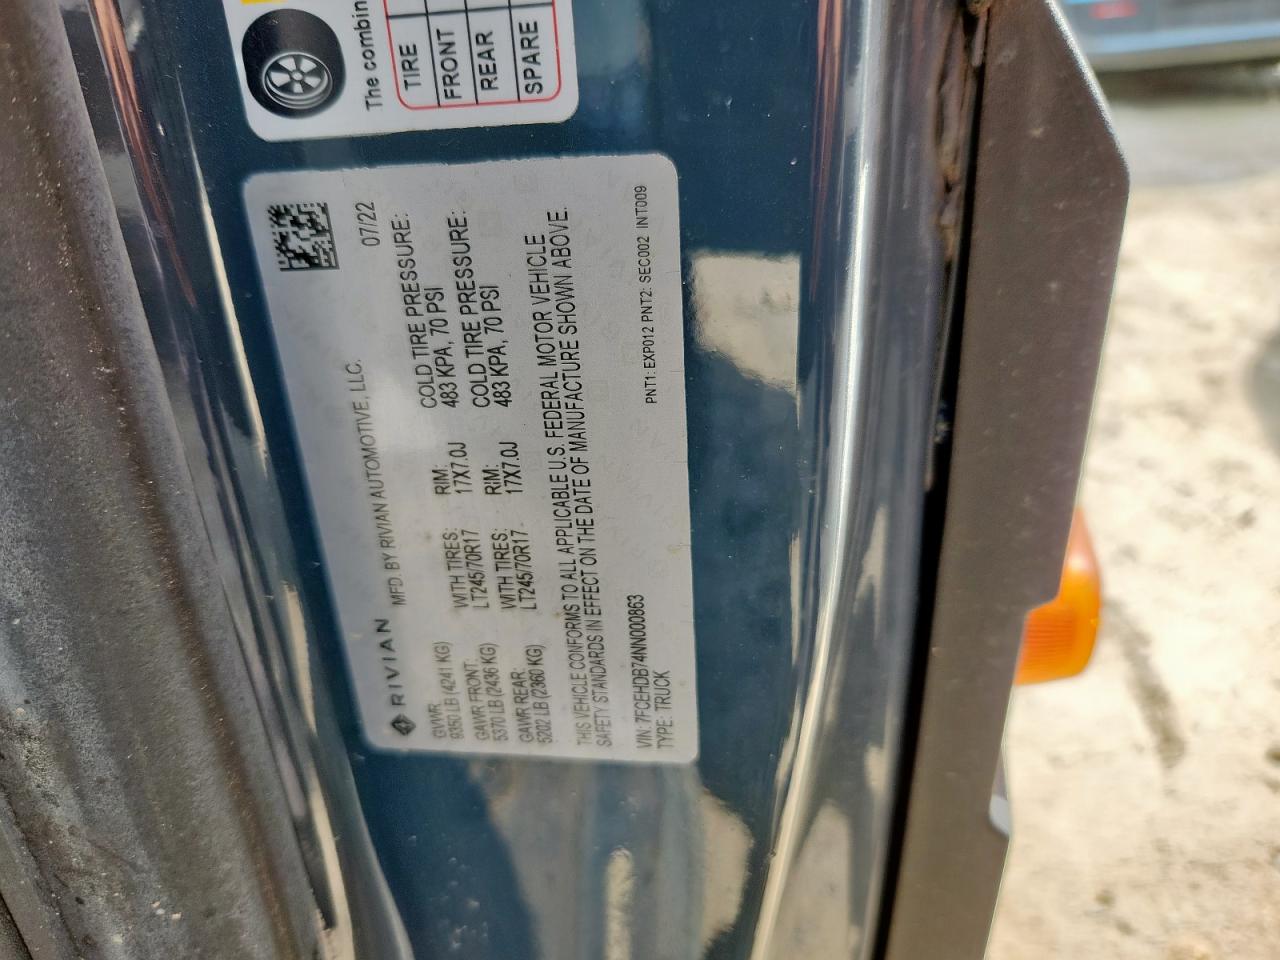 The combin
TIRE
FRONT
REAR
SPARE
RIVIAN MFD. BY RIVIAN AUTOMOTIVE, LLC. 07/22
GVWR
9350 LB (4241 KG)
WITH TIRES:
LT245/70R17
RIM:
17X7.0J
COLD TIRE PRESSURE:
483 KPA, 70 PSI
GAWR FRONT:
5370 LB (2436 KG)
WITH TIRES:
LT245/70R17
RIM:
17X7.0J
COLD TIRE PRESSURE:
483 KPA, 70 PSI
GAWR REAR:
5202 LB (2360 KG)
THIS VEHICLE CONFORMS TO ALL APPLICABLE U.S. FEDERAL MOTOR VEHICLE
SAFETY STANDARDS IN EFFECT ON THE DATE OF MANUFACTURE SHOWN ABOVE.
VIN: 7FCEHDB74NN000863
TYPE: TRUCK
PNT1: EXP012 PNT2: SEC002 INT009